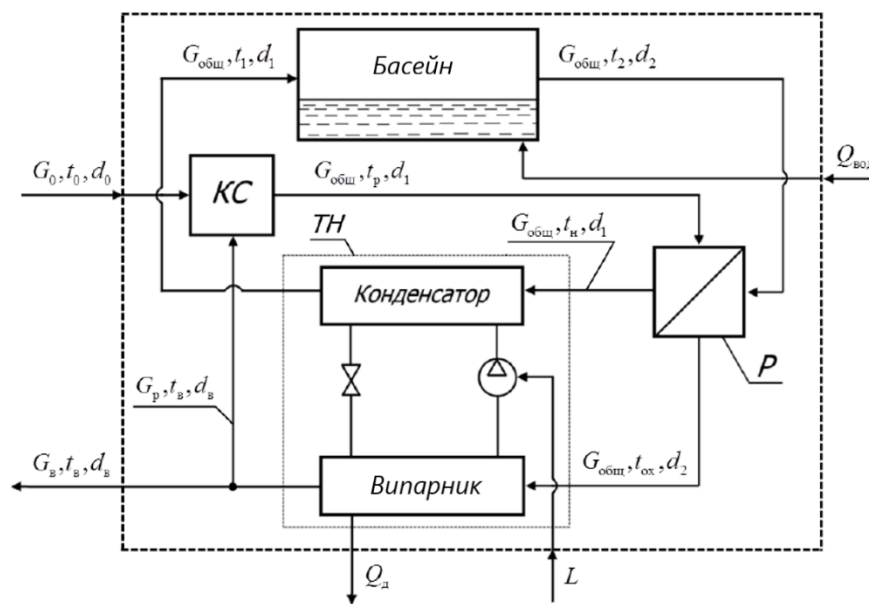 G_общ, t_1, d_1
Басейн
G_общ, t_2, d_2
Q_вод
G_0, t_0, d_0
КС
G_общ, t_р, d_1
ТН
G_общ, t_н, d_1
Конденсатор
Р
G_р, t_в, d_в
G_в, t_в, d_в
Випарник
G_общ, t_ох, d_2
Q_д
L